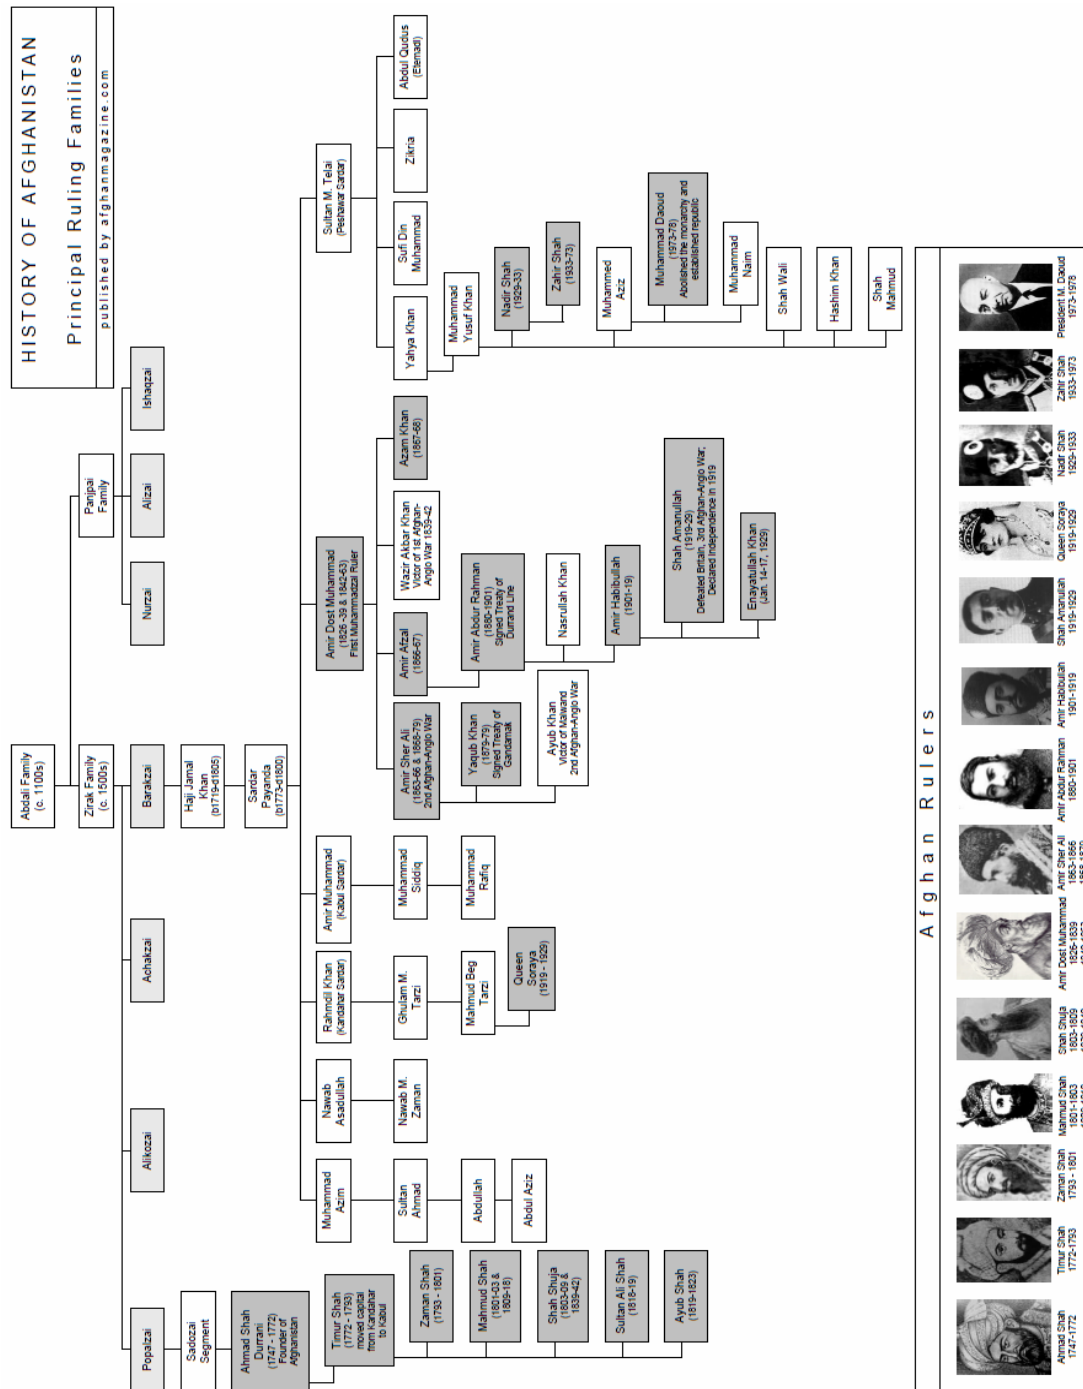 HISTORY OF AFGHANISTAN
Principal Ruling Families
published by afghanmagazine.com
Abdali Family
(c. 1100s)
Zirak Family
(c. 1500s)
Panjpai
Family
Popalzai
Alikozai
Achakzai
Barakzai
Nurzai
Alizai
Ishaqzai
Sadozai
Segment
Haji Jamal
Khan
(b1719-d1805)
Ahmad Shah
Durrani
(1747 - 1772)
Founder of
Afghanistan
Sardar
Payanda
(b1773-d1800)
Timur Shah
(1772 - 1793)
moved capital
from Kandahar
to Kabul
Muhammad
Azim
Nawab
Asadullah
Rahmdil Khan
(Kandahar Sardar)
Amir Muhammad
(Kabul Sardar)
Amir Dost Muhammad
(1826 -39 & 1842-63)
First Muhammadzai Ruler
Sultan M. Telai
(Peshawar Sardar)
Zaman Shah
(1793 - 1801)
Mahmud Shah
(1801-03 &
1809-18)
Shah Shuja
(1803-09 &
1839-42)
Sultan Ali Shah
(1818-19)
Ayub Shah
(1819-1823)
Sultan
Ahmad
Abdullah
Abdul Aziz
Nawab M.
Zaman
Ghulam M.
Tarzi
Mahmud Beg
Tarzi
Queen
Soraya
(1919 - 1929)
Muhammad
Siddiq
Muhammad
Rafiq
Amir Sher Ali
(1863-66 & 1868-79)
2nd Afghan-Anglo War
Yaqub Khan
(1879-79)
Signed Treaty of
Gandamak
Ayub Khan
Victor of Maiwand
2nd Afghan-Anglo War
Amir Afzal
(1866-67)
Amir Abdur Rahman
(1880-1901)
Signed Treaty of
Durrand Line
Nasrullah Khan
Amir Habibullah
(1901-19)
Shah Amanullah
(1919-29)
Defeated Britain, 3rd Afghan-Anglo War;
Declared Independence in 1919
Enayatullah Khan
(Jan. 14-17, 1929)
Wazir Akbar Khan
Victor of 1st Afghan-
Anglo War 1839-42
Azam Khan
(1867-68)
Yahya Khan
Sufi Din
Muhammad
Zikria
Abdul Qudus
(Etemadi)
Muhammad
Yusuf Khan
Nadir Shah
(1929-33)
Zahir Shah
(1933-73)
Muhammed
Aziz
Muhammad Daoud
(1973-78)
Abolished the monarchy and
established republic
Muhammad
Naim
Shah Wali
Hashim Khan
Shah
Mahmud
Afghan Rulers
Ahmad Shah
1747-1772
Timur Shah
1772-1793
Zaman Shah
1793 - 1801
Mahmud Shah
1801-1803
Shah Shuja
1803-1809
Amir Dost Muhammad
1826-1839
Amir Sher Ali
1863-1866
Amir Abdur Rahman
1880-1901
Amir Habibullah
1901-1919
Shah Amanullah
1919-1929
Queen Soraya
1919-1929
Nadir Shah
1929-1933
Zahir Shah
1933-1973
President M. Daoud
1973-1978